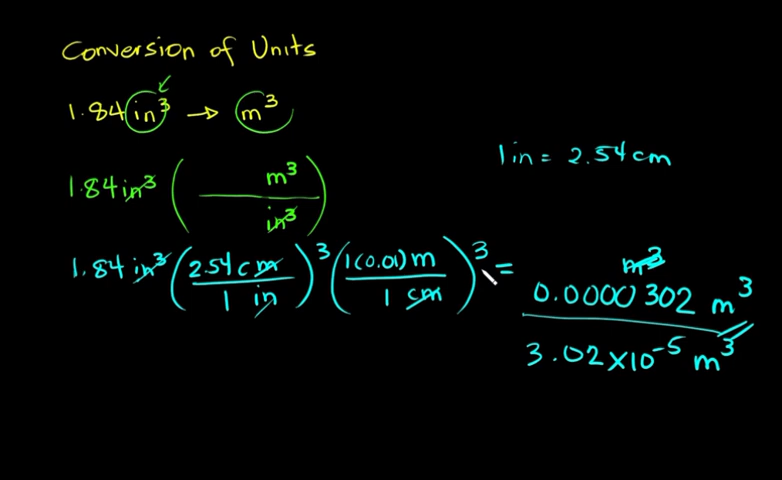 Conversion of Units
1.84 in³ → m³
1 in = 2.54 cm
1.84 in³ ( m³ / in³ )
1.84 in³ ( 2.54 cm / 1 in )³ ( 1(0.01) m / 1 cm )³ =
m³
0.0000302 m³
3.02 × 10⁻⁵ m³